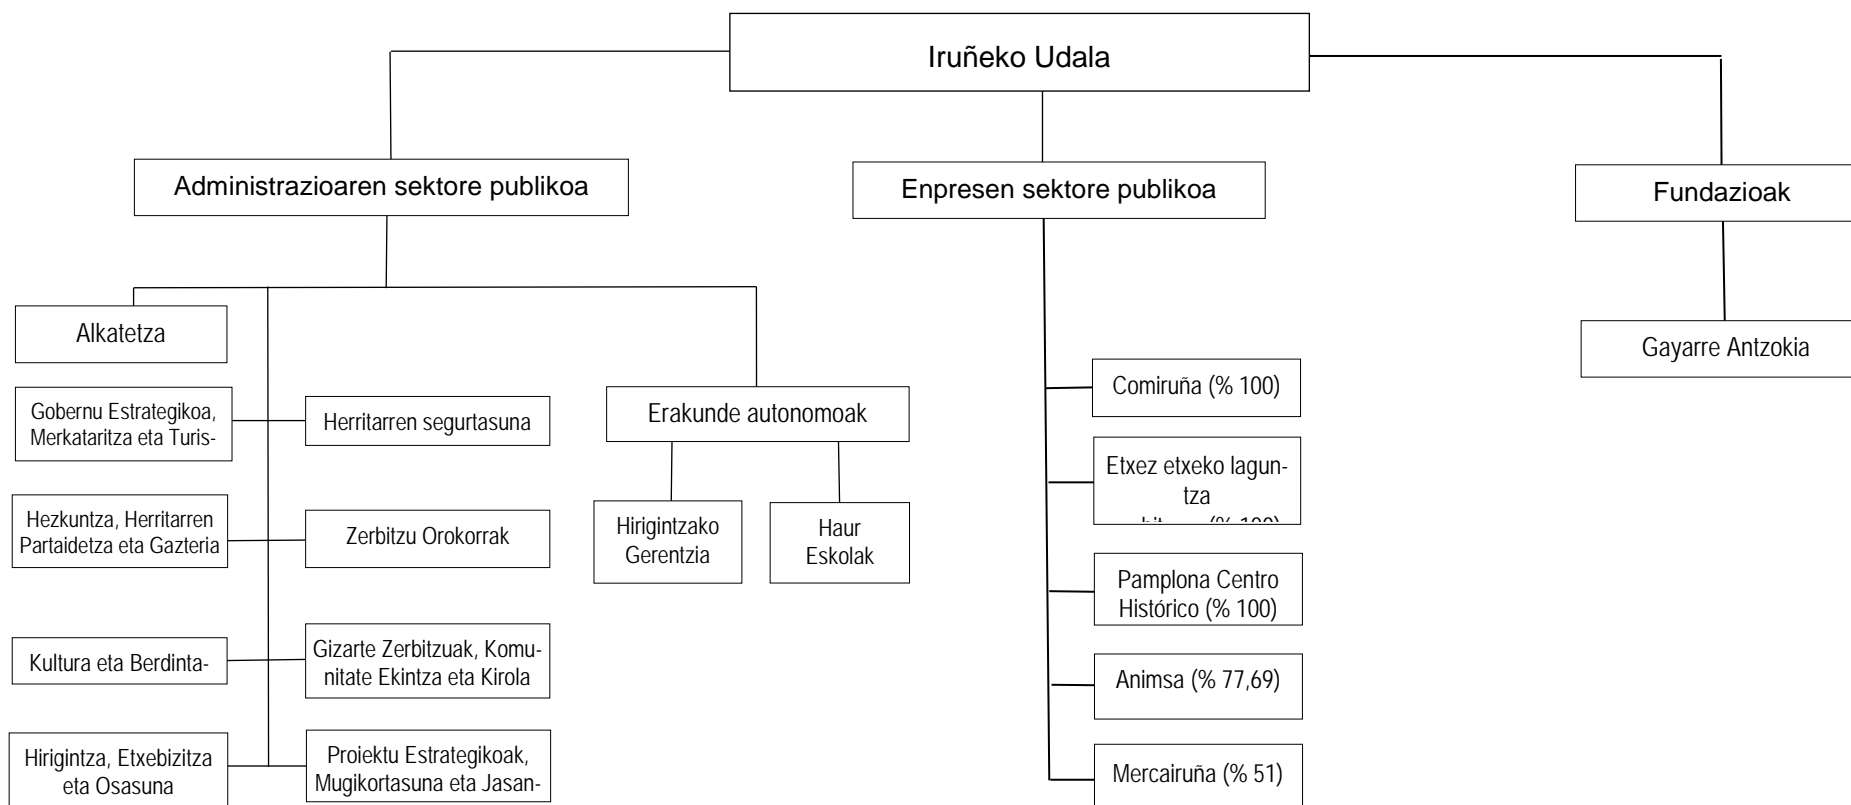 Iruñeko Udala
Administrazioaren sektore publikoa
Enpresen sektore publikoa
Fundazioak
Alkatetza
Gobernu Estrategikoa,
Merkataritza eta Turis-
Herritarren segurtasuna
Hezkuntza, Herritarren
Partaidetza eta Gazteria
Zerbitzu Orokorrak
Kultura eta Berdinta-
Gizarte Zerbitzuak, Komu-
nitate Ekintza eta Kirola
Hirigintza, Etxebizitza
eta Osasuna
Proiektu Estrategikoak,
Mugikortasuna eta Jasan-
Erakunde autonomoak
Hirigintzako
Gerentzia
Haur
Eskolak
Comiruña (% 100)
Etxez etxeko lagun-
tza
(% 100)
Pamplona Centro
Histórico (% 100)
Animsa (% 77,69)
Mercairuña (% 51)
Gayarre Antzokia